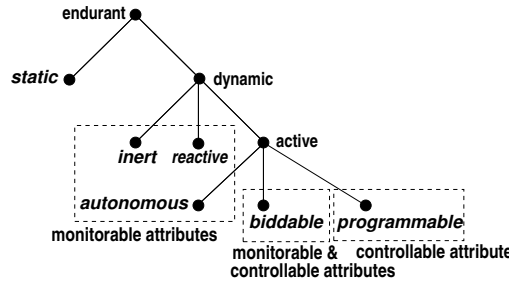 endurant
static
dynamic
inert
reactive
active
autonomous
biddable
programmable
monitorable attributes
monitorable &
controllable attributes
controllable attribute